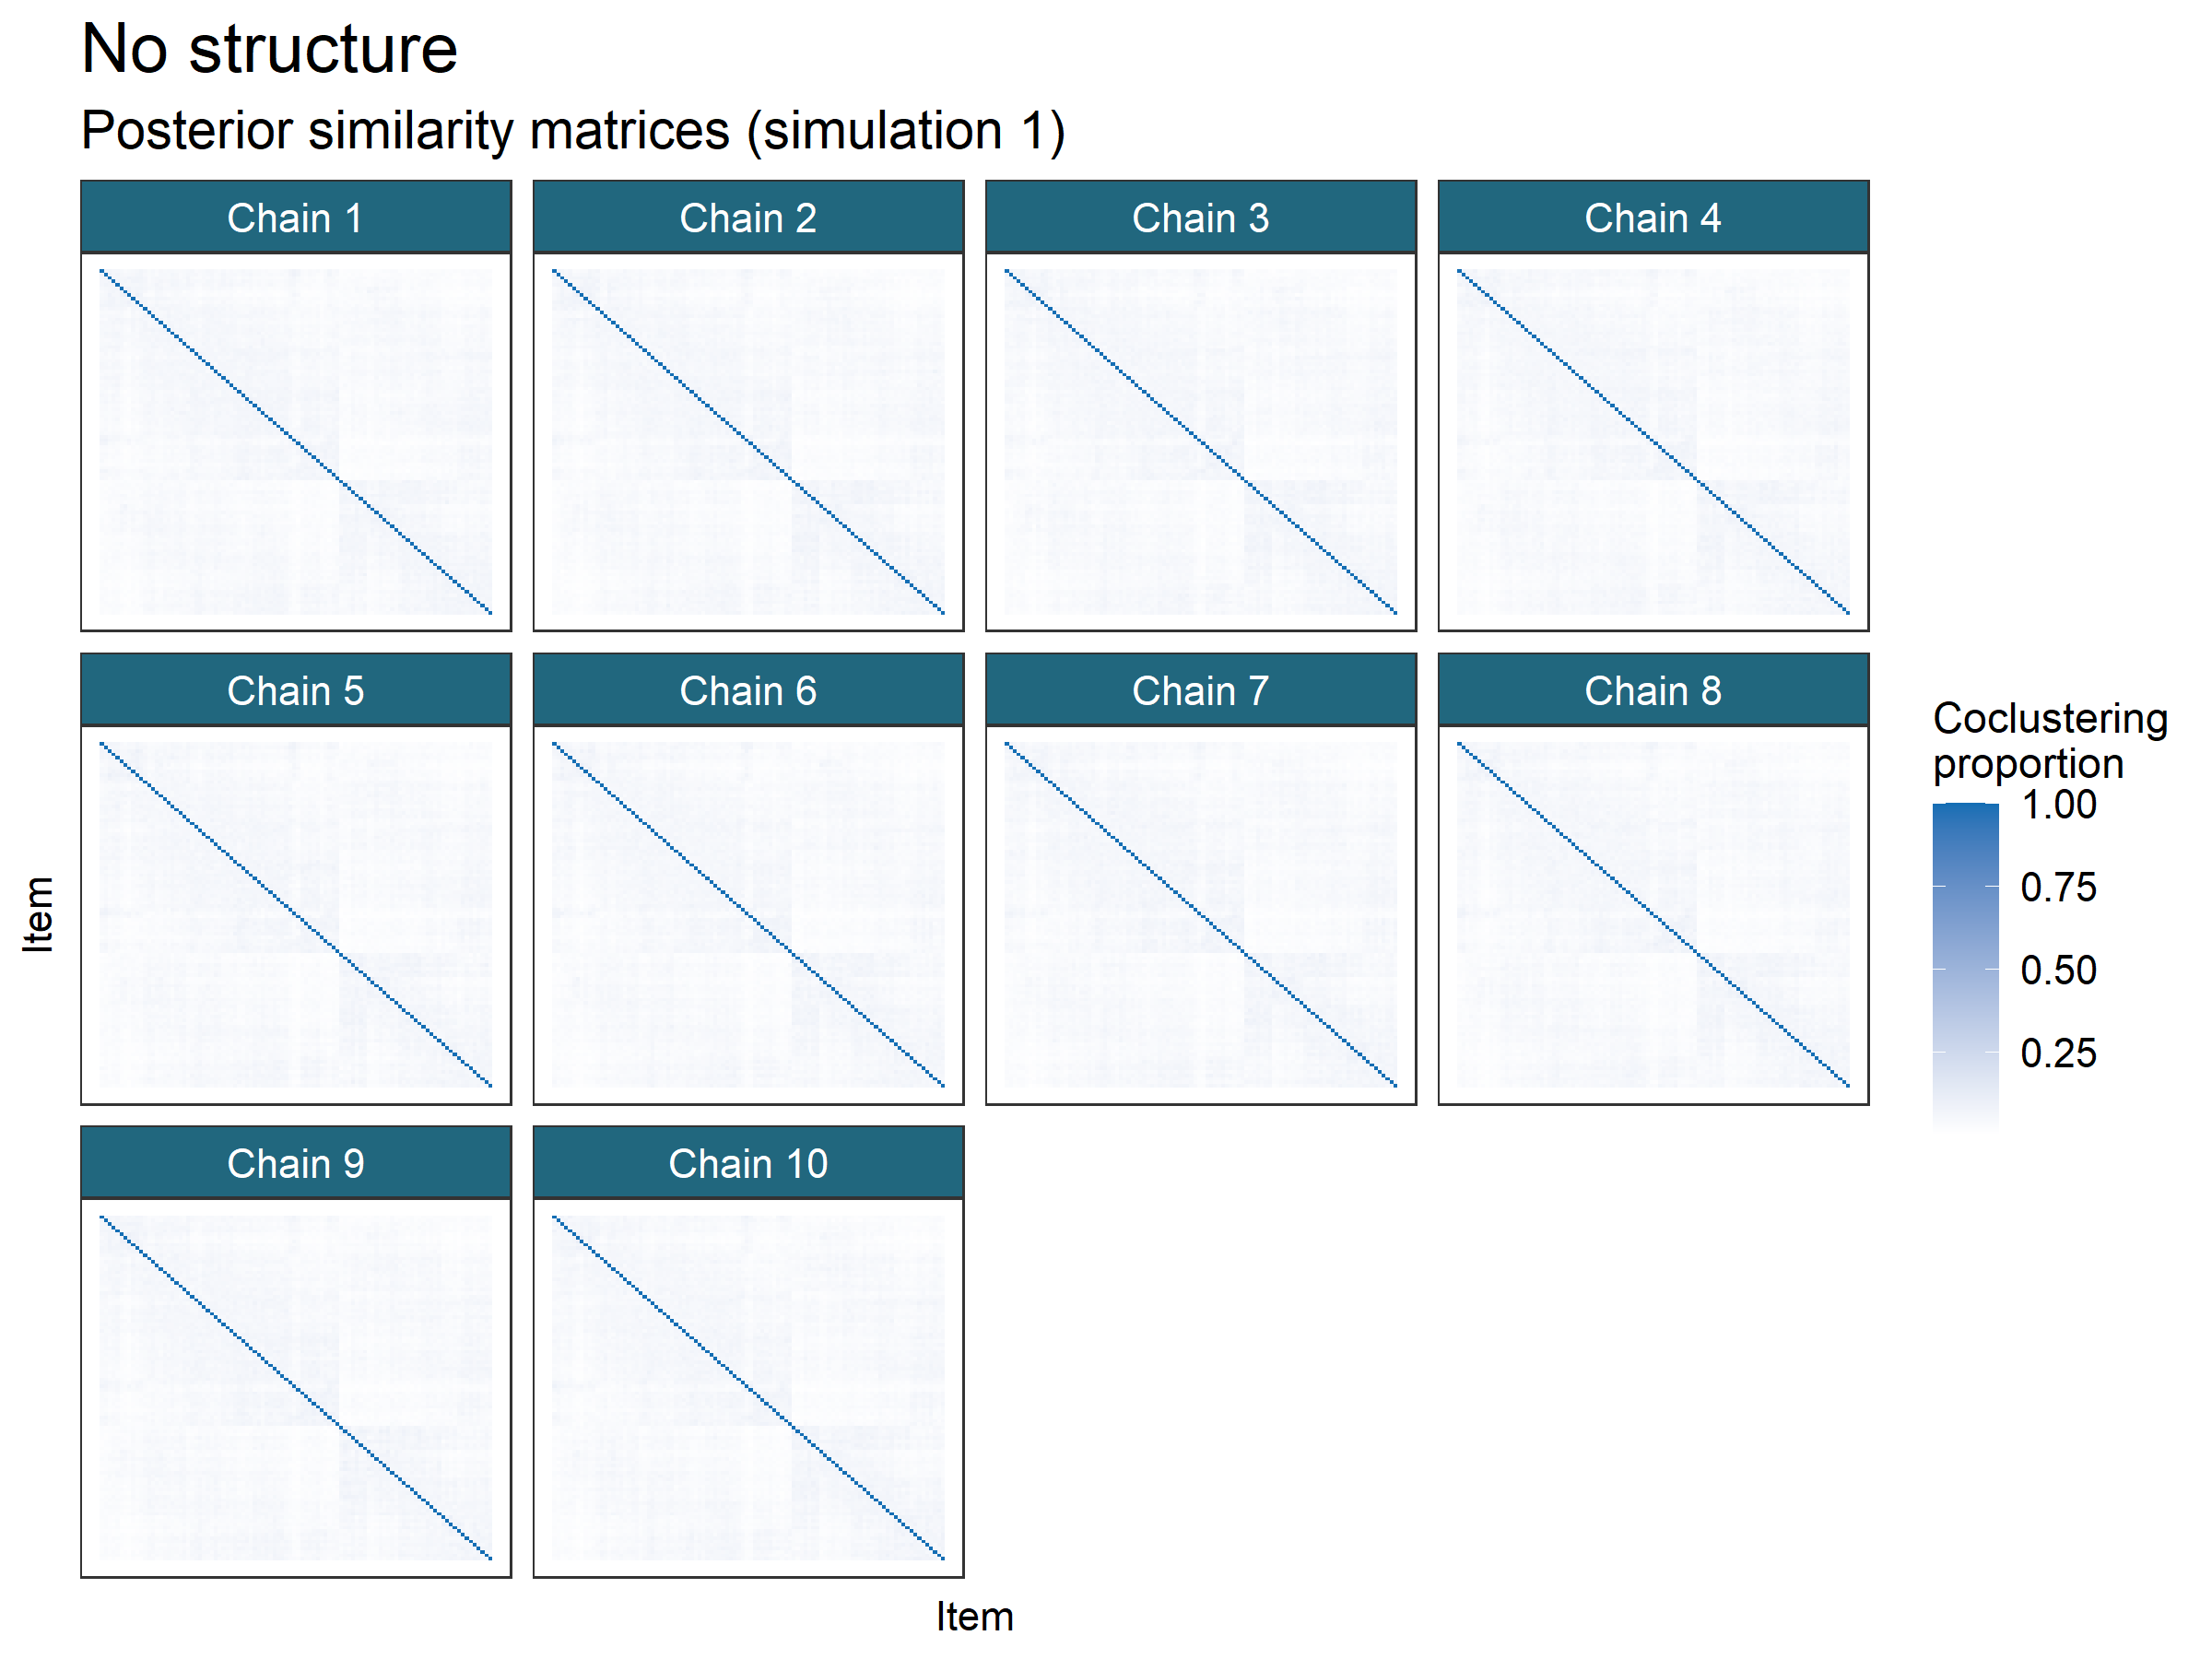 No structure
Posterior similarity matrices (simulation 1)
Chain 1
Chain 2
Chain 3
Chain 4
Chain 5
Chain 6
Chain 7
Chain 8
Chain 9
Chain 10
Item
Item
Coclustering
proportion
1.00
0.75
0.50
0.25